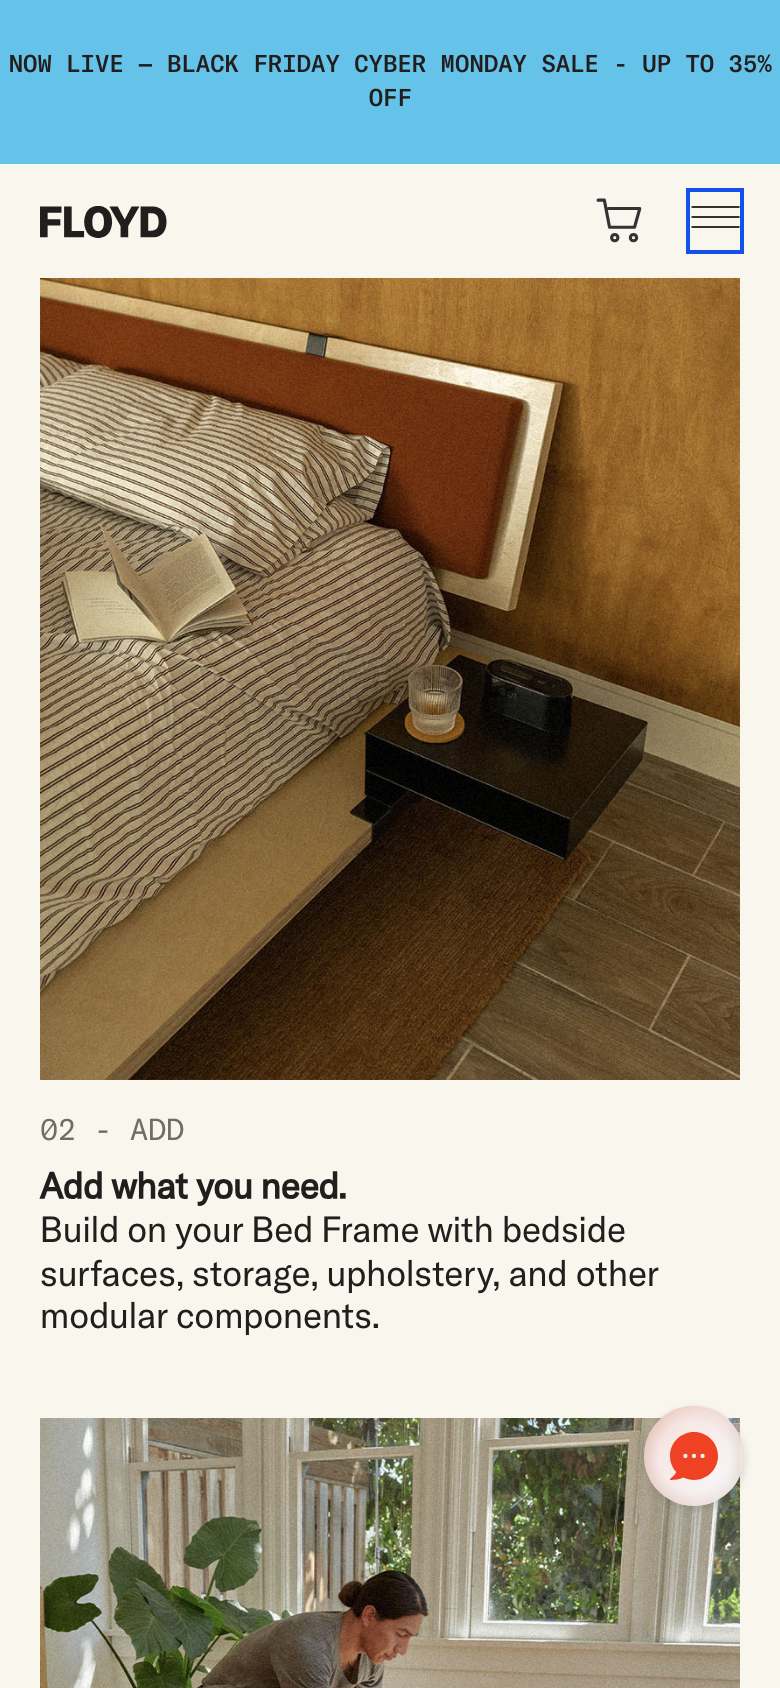 NOW LIVE — BLACK FRIDAY CYBER MONDAY SALE - UP TO 35%
OFF
FLOYD
02 - ADD
Add what you need.
Build on your Bed Frame with bedside
surfaces, storage, upholstery, and other
modular components.